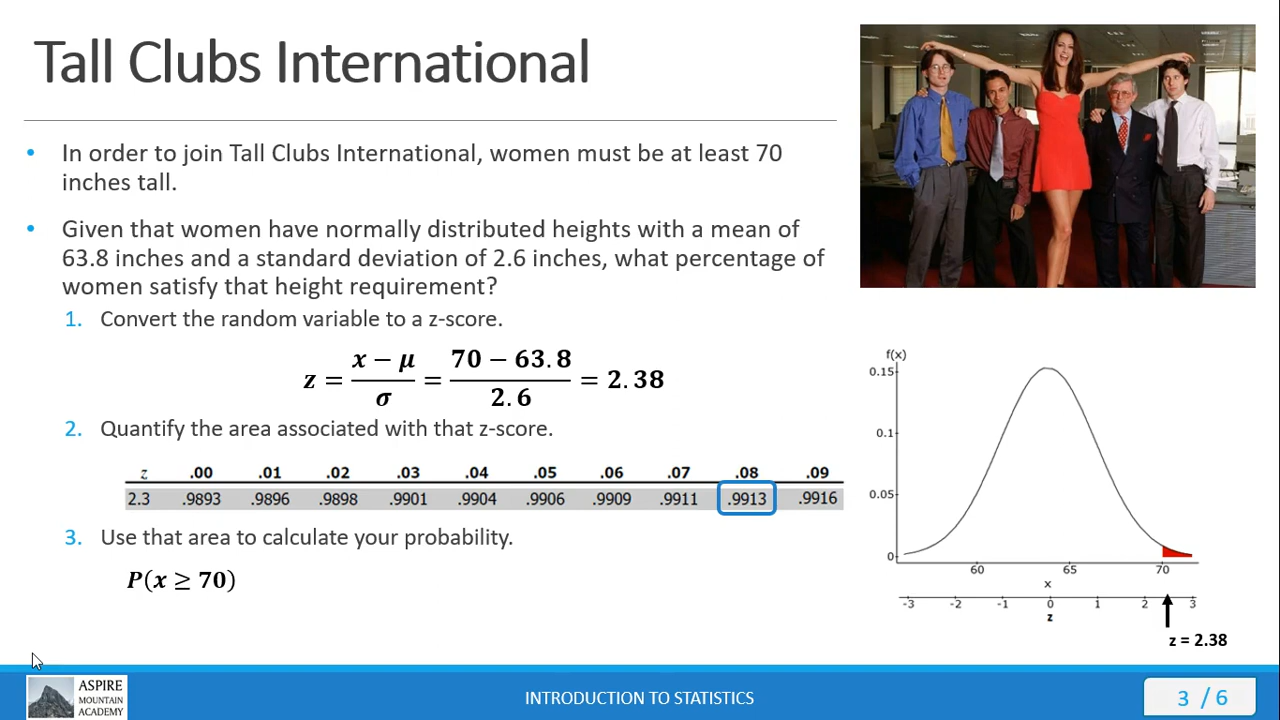 Tall Clubs International
• In order to join Tall Clubs International, women must be at least 70
inches tall.
• Given that women have normally distributed heights with a mean of
63.8 inches and a standard deviation of 2.6 inches, what percentage of
women satisfy that height requirement?
1. Convert the random variable to a z-score.
z = (x − μ)/σ = (70 − 63.8)/2.6 = 2.38
2. Quantify the area associated with that z-score.
z .00 .01 .02 .03 .04 .05 .06 .07 .08 .09
2.3 .9893 .9896 .9898 .9901 .9904 .9906 .9909 .9911 .9913 .9916
3. Use that area to calculate your probability.
P(x ≥ 70)
f(x)
0.15
0.1
0.05
0
60 65 70
x
-3 -2 -1 0 1 2 3
z
z = 2.38
ASPIRE
MOUNTAIN
ACADEMY
INTRODUCTION TO STATISTICS
3 / 6